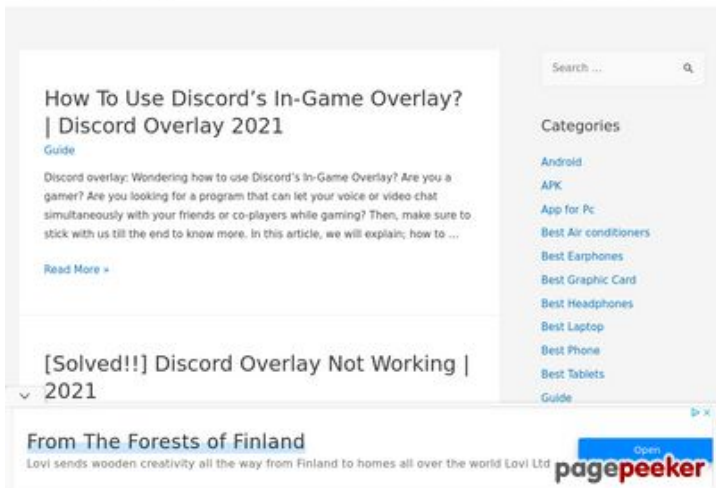 How To Use Discord's In-Game Overlay?
| Discord Overlay 2021
Guide
Discord overlay: Wondering how to use Discord's In-Game Overlay? Are you a
gamer? Are you looking for a program that can let your voice or video chat
simultaneously with your friends or co-players while gaming? Then, make sure to
stick with us till the end to know more. In this article, we will explain; how to ...
Read More »
[Solved!!] Discord Overlay Not Working |
2021
Search ...
Categories
Android
APK
App for Pc
Best Air conditioners
Best Earphones
Best Graphic Card
Best Headphones
Best Laptop
Best Phone
Best Tablets
Guide
From The Forests of Finland
Lovi sends wooden creativity all the way from Finland to homes all over the world Lovi Ltd
Open
pagepeeker